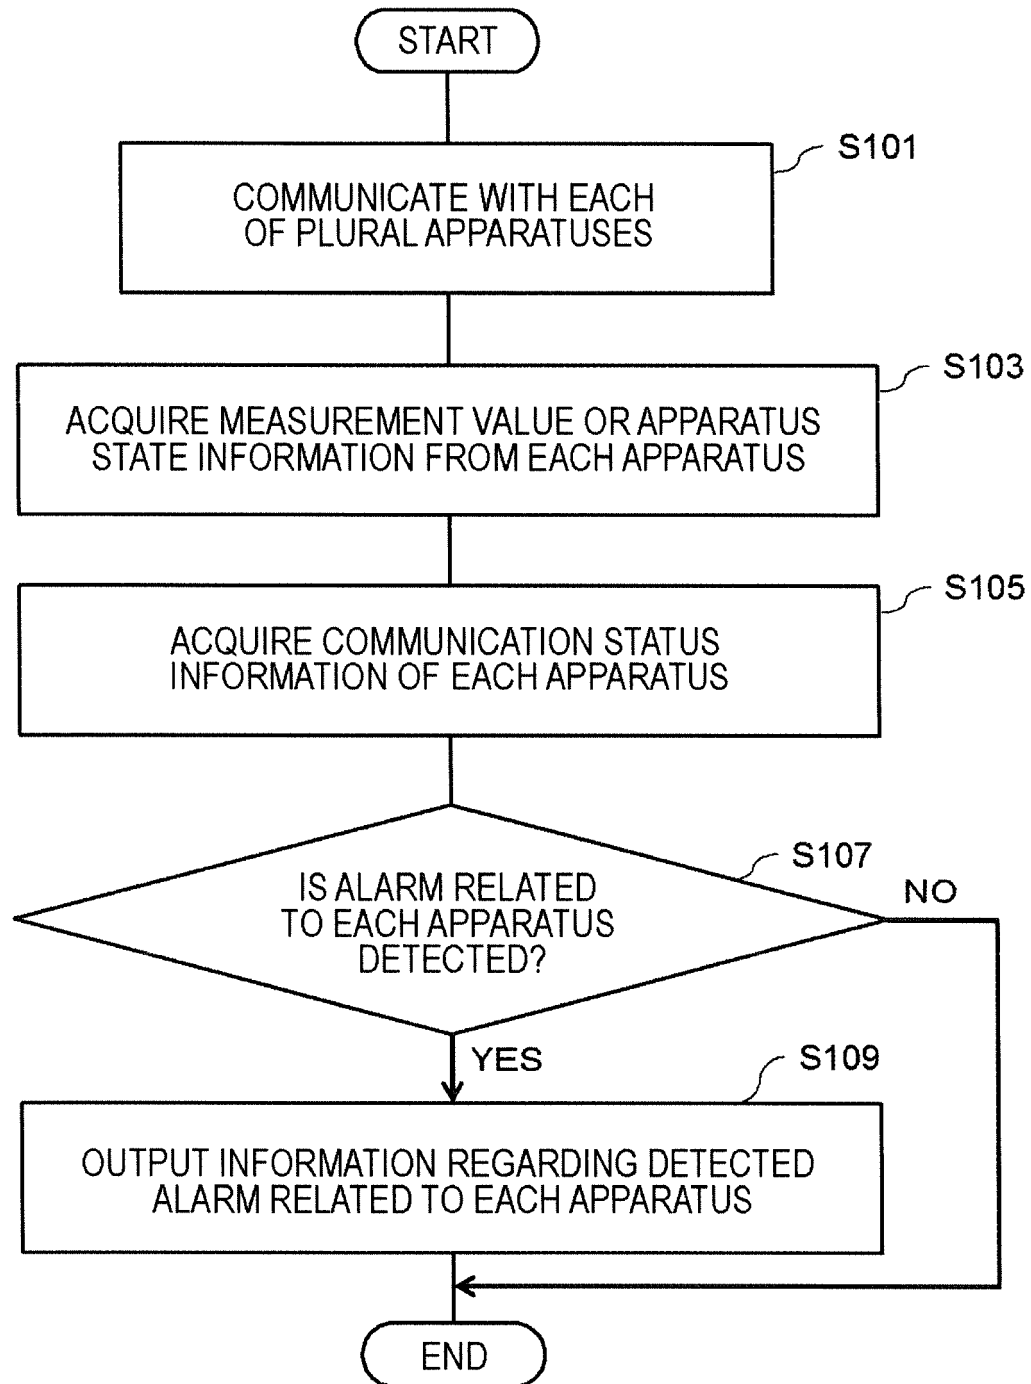 START
S101
COMMUNICATE WITH EACH
OF PLURAL APPARATUSES
S103
ACQUIRE MEASUREMENT VALUE OR APPARATUS
STATE INFORMATION FROM EACH APPARATUS
S105
ACQUIRE COMMUNICATION STATUS
INFORMATION OF EACH APPARATUS
S107
IS ALARM RELATED
TO EACH APPARATUS
DETECTED?
NO
YES
S109
OUTPUT INFORMATION REGARDING DETECTED
ALARM RELATED TO EACH APPARATUS
END